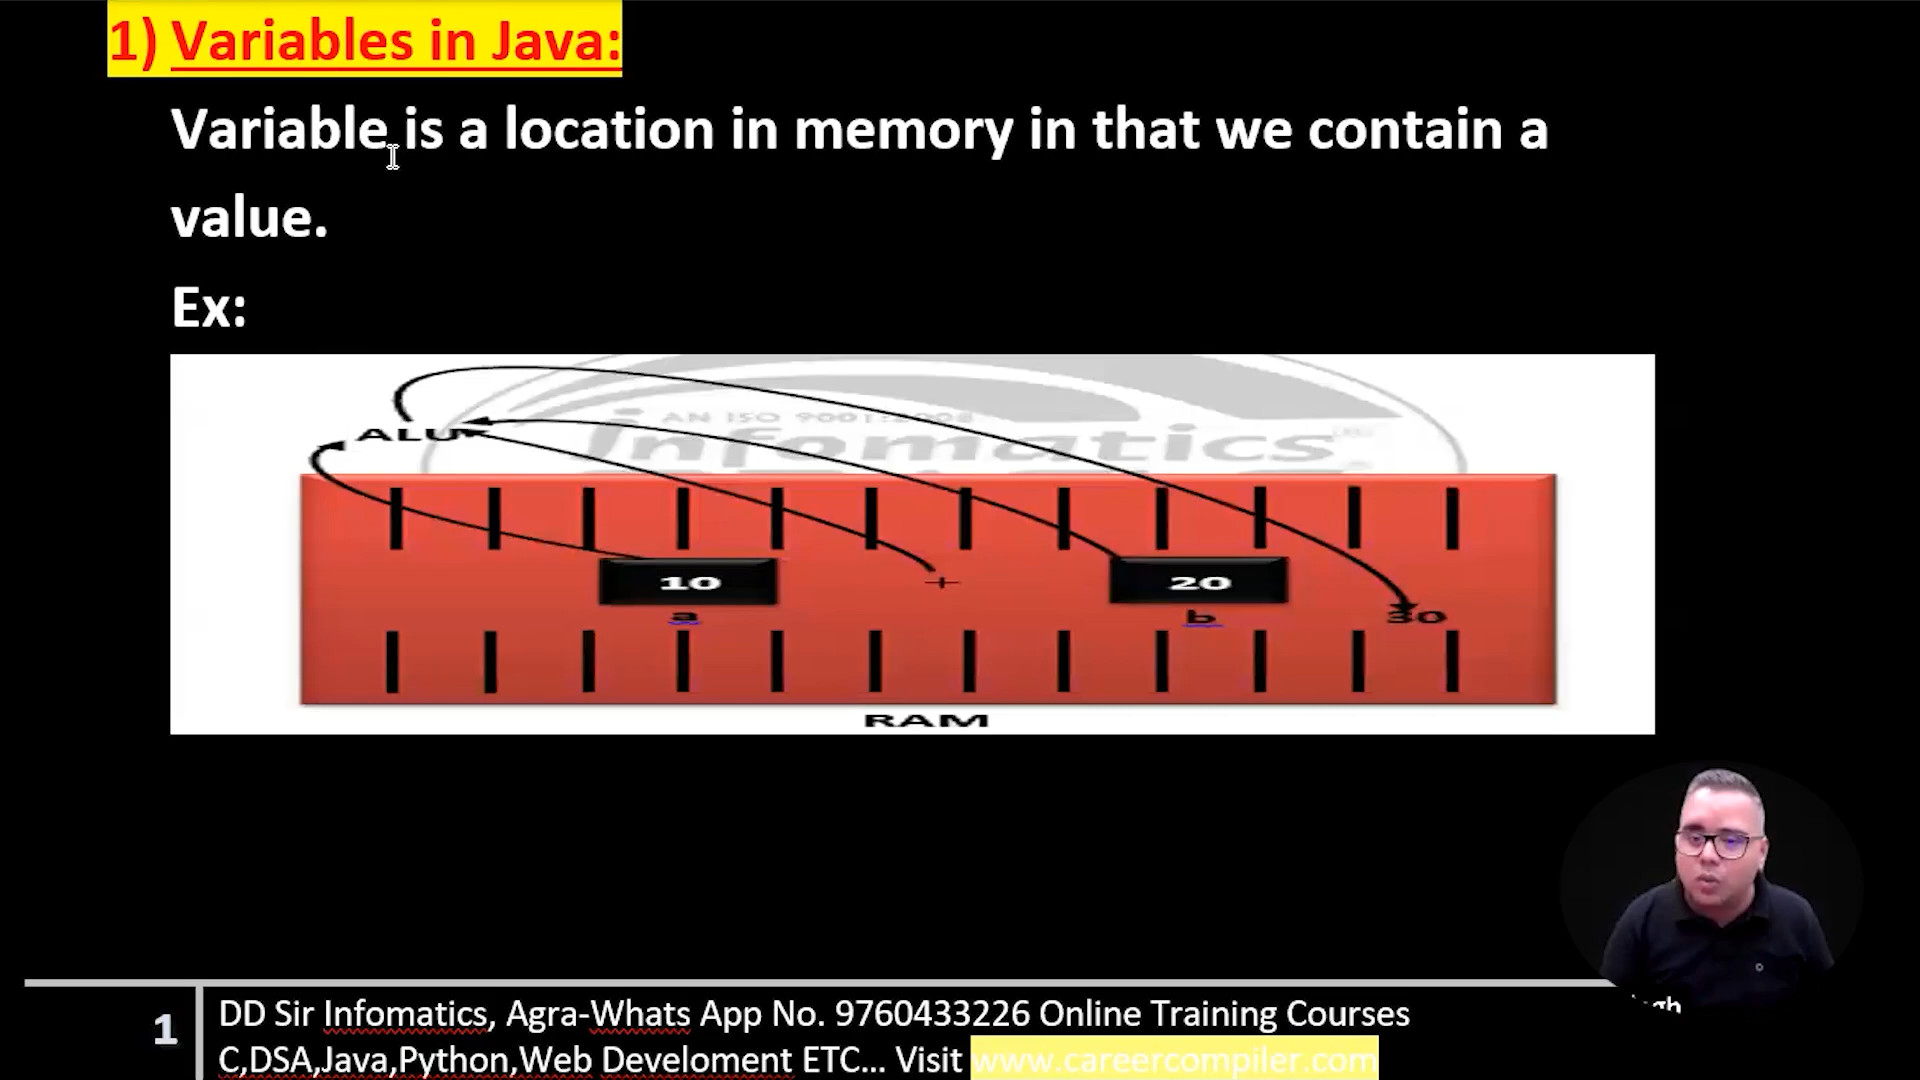 1) Variables in Java:
Variable is a location in memory in that we contain a
value.
Ex:
AN ISO 9001:2008
Infomatics
ALU
10
+
20
a
b
30
RAM
1
DD Sir Infomatics, Agra-Whats App No. 9760433226 Online Training Courses
C,DSA,Java,Python,Web Develoment ETC... Visit www.careercompiler.com